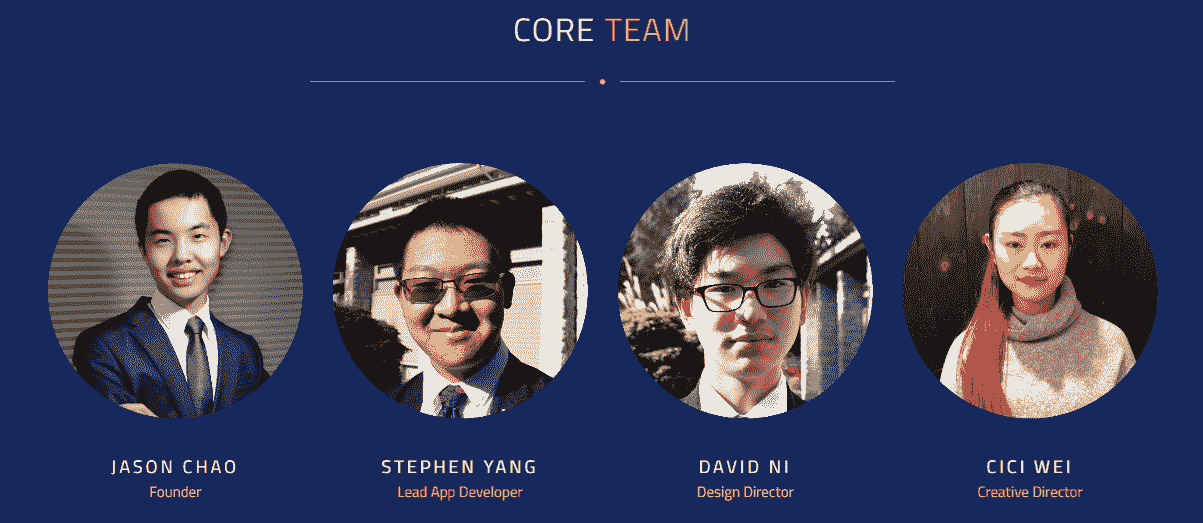 CORE TEAM
JASON CHAO
Founder
STEPHEN YANG
Lead App Developer
DAVID NI
Design Director
CICI WEI
Creative Director